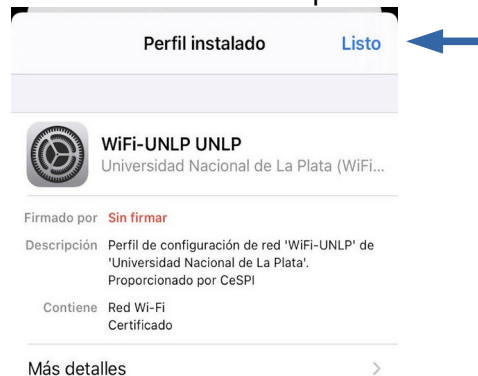 Perfil instalado Listo
WiFi-UNLP UNLP
Universidad Nacional de La Plata (WiFi...
Firmado por Sin firmar
Descripción Perfil de configuración de red 'WiFi-UNLP' de
'Universidad Nacional de La Plata'.
Proporcionado por CeSPI
Contiene Red Wi-Fi
Certificado
Más detalles